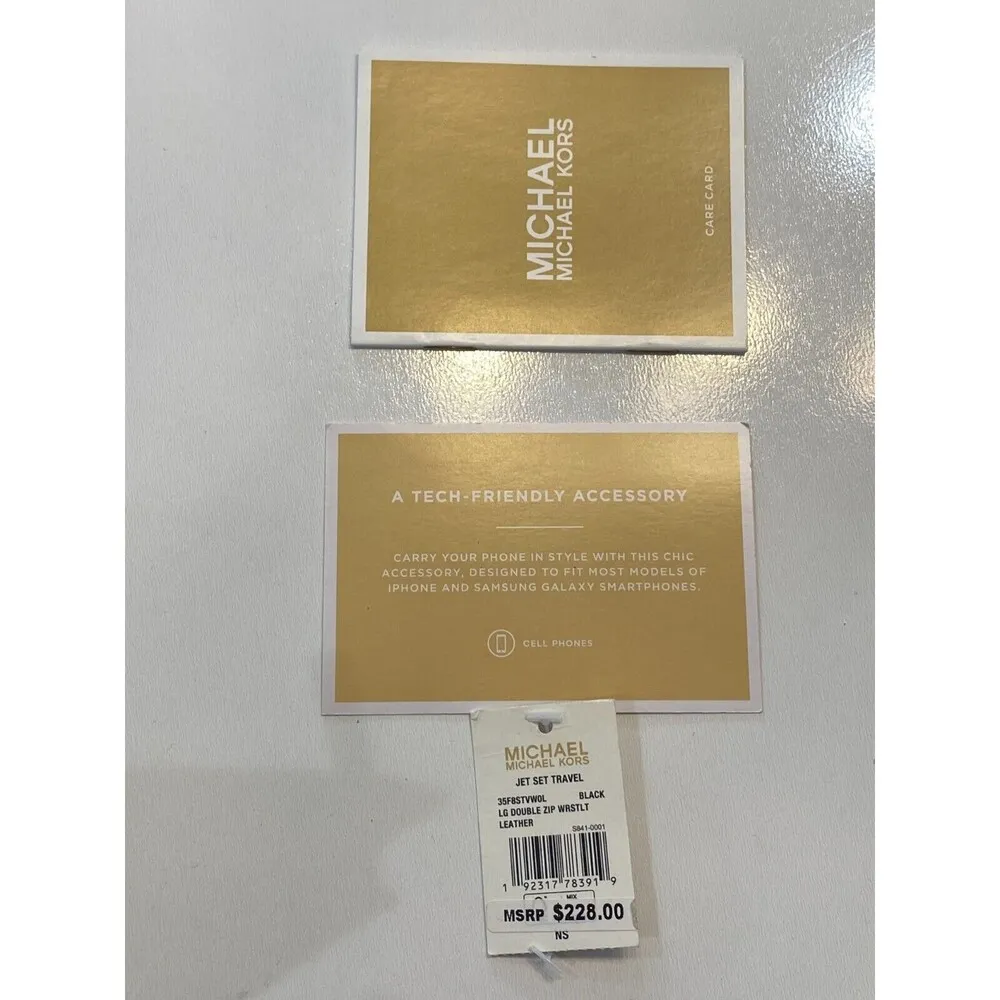 MICHAEL
MICHAEL KORS
CARE CARD
A TECH-FRIENDLY ACCESSORY
CARRY YOUR PHONE IN STYLE WITH THIS CHIC
ACCESSORY, DESIGNED TO FIT MOST MODELS OF
IPHONE AND SAMSUNG GALAXY SMARTPHONES.
CELL PHONES
MICHAEL
MICHAEL KORS
JET SET TRAVEL
35F8STVW0L BLACK
LG DOUBLE ZIP WRSTLT
LEATHER
S841-0001
1 92317 78391 9
MIX
MSRP $228.00
NS